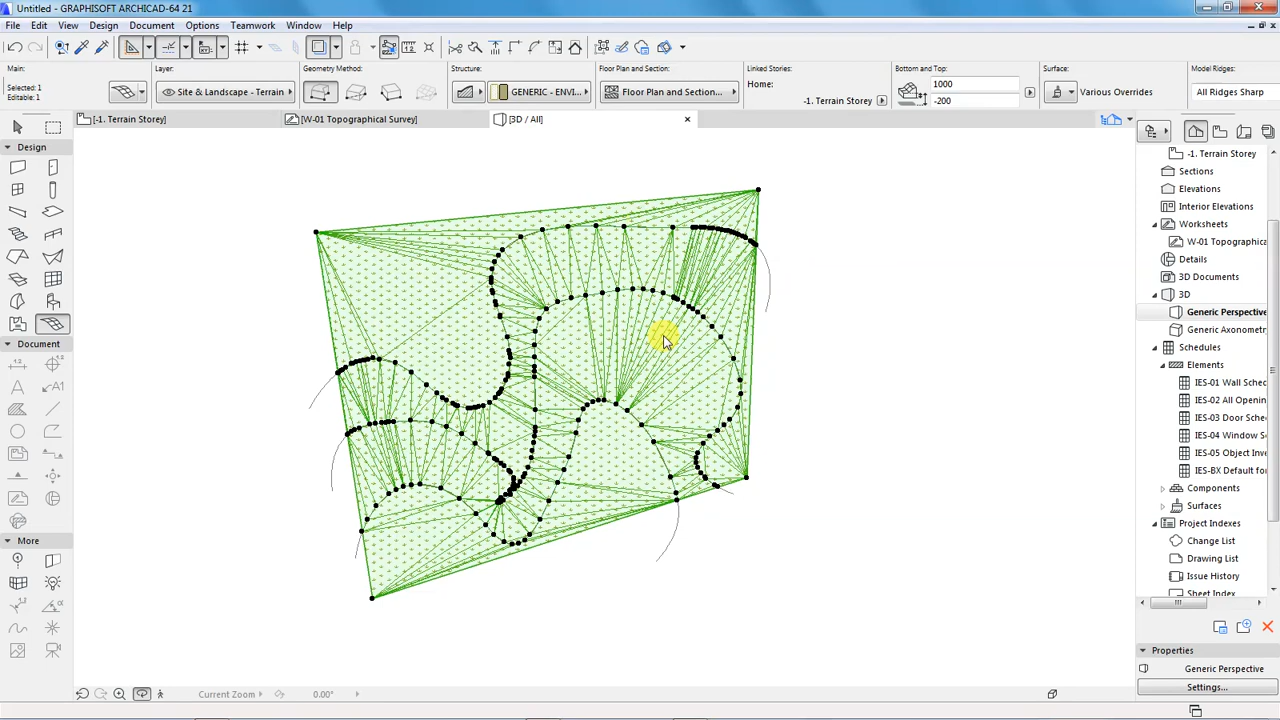 Untitled - GRAPHISOFT ARCHICAD-64 21
File Edit View Design Document Options Teamwork Window Help
Main: Layer: Geometry Method: Structure: Floor Plan and Section: Linked Stories: Bottom and Top: Surface: Model Ridges:
Selected: 1
Editable: 1
Site & Landscape - Terrain
GENERIC - ENVI...
Floor Plan and Section...
Home:
-1. Terrain Storey
1000
-200
Various Overrides
All Ridges Sharp
[-1. Terrain Storey]
[W-01 Topographical Survey]
[3D / All]
Design
Document
More
-1. Terrain Storey
Sections
Elevations
Interior Elevations
Worksheets
W-01 Topographica
Details
3D Documents
3D
Generic Perspective
Generic Axonometr
Schedules
Elements
IES-01 Wall Sched
IES-02 All Opening
IES-03 Door Sche
IES-04 Window S
IES-05 Object Inve
IES-BX Default for
Components
Surfaces
Project Indexes
Change List
Drawing List
Issue History
Sheet Index
Properties
Generic Perspective
Settings...
Current Zoom
0.00°